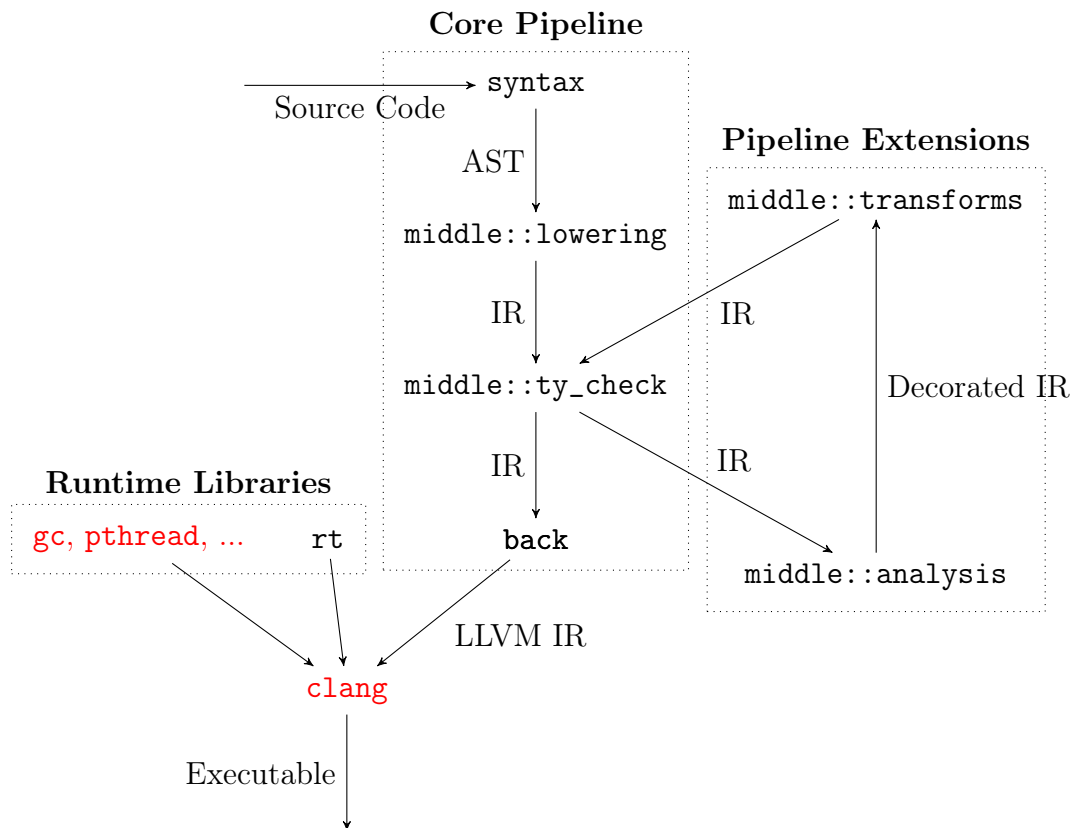 Core Pipeline
syntax
Source Code
AST
Pipeline Extensions
middle::transforms
middle::lowering
IR
IR
middle::ty_check
Decorated IR
IR
IR
Runtime Libraries
gc, pthread, ...
rt
back
middle::analysis
LLVM IR
clang
Executable